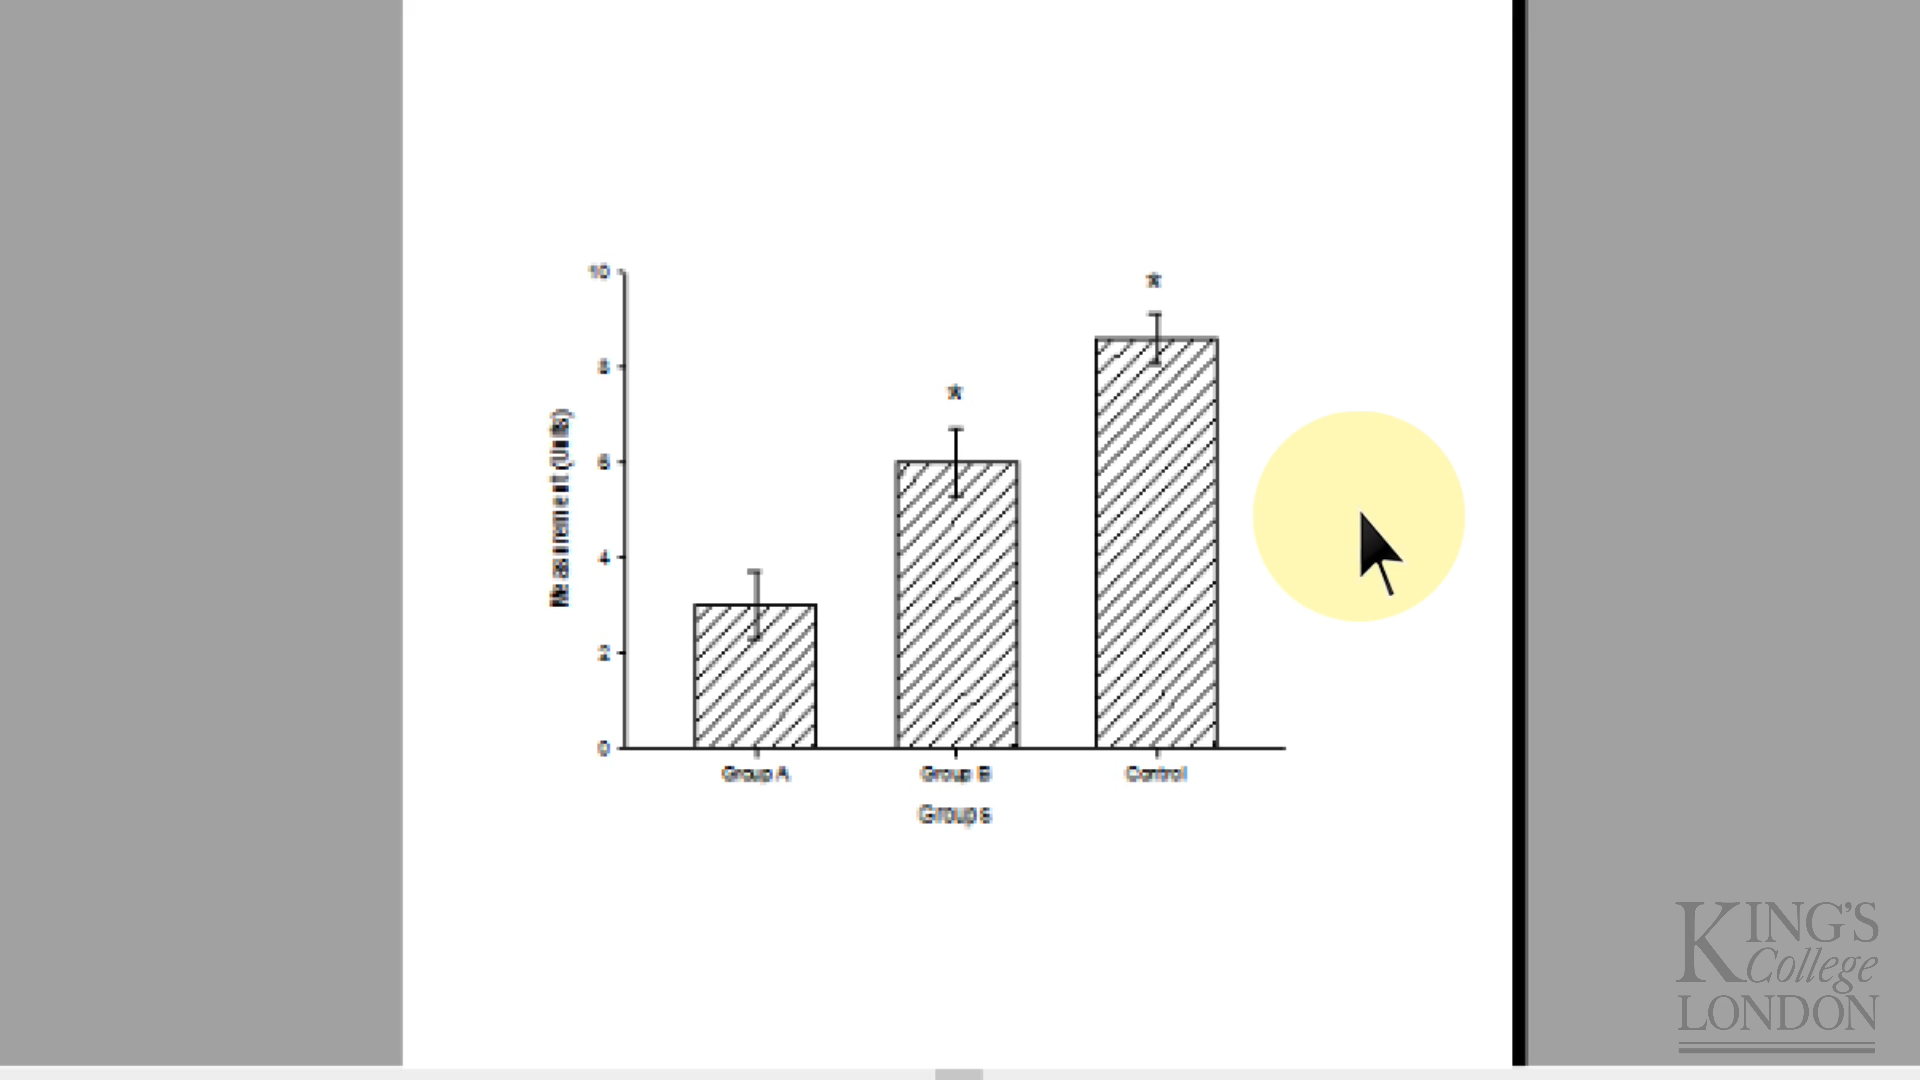 10
*
8
*
6
Measurement (Units)
4
2
0
Group A Group B Control
Groups
KING'S
College
LONDON